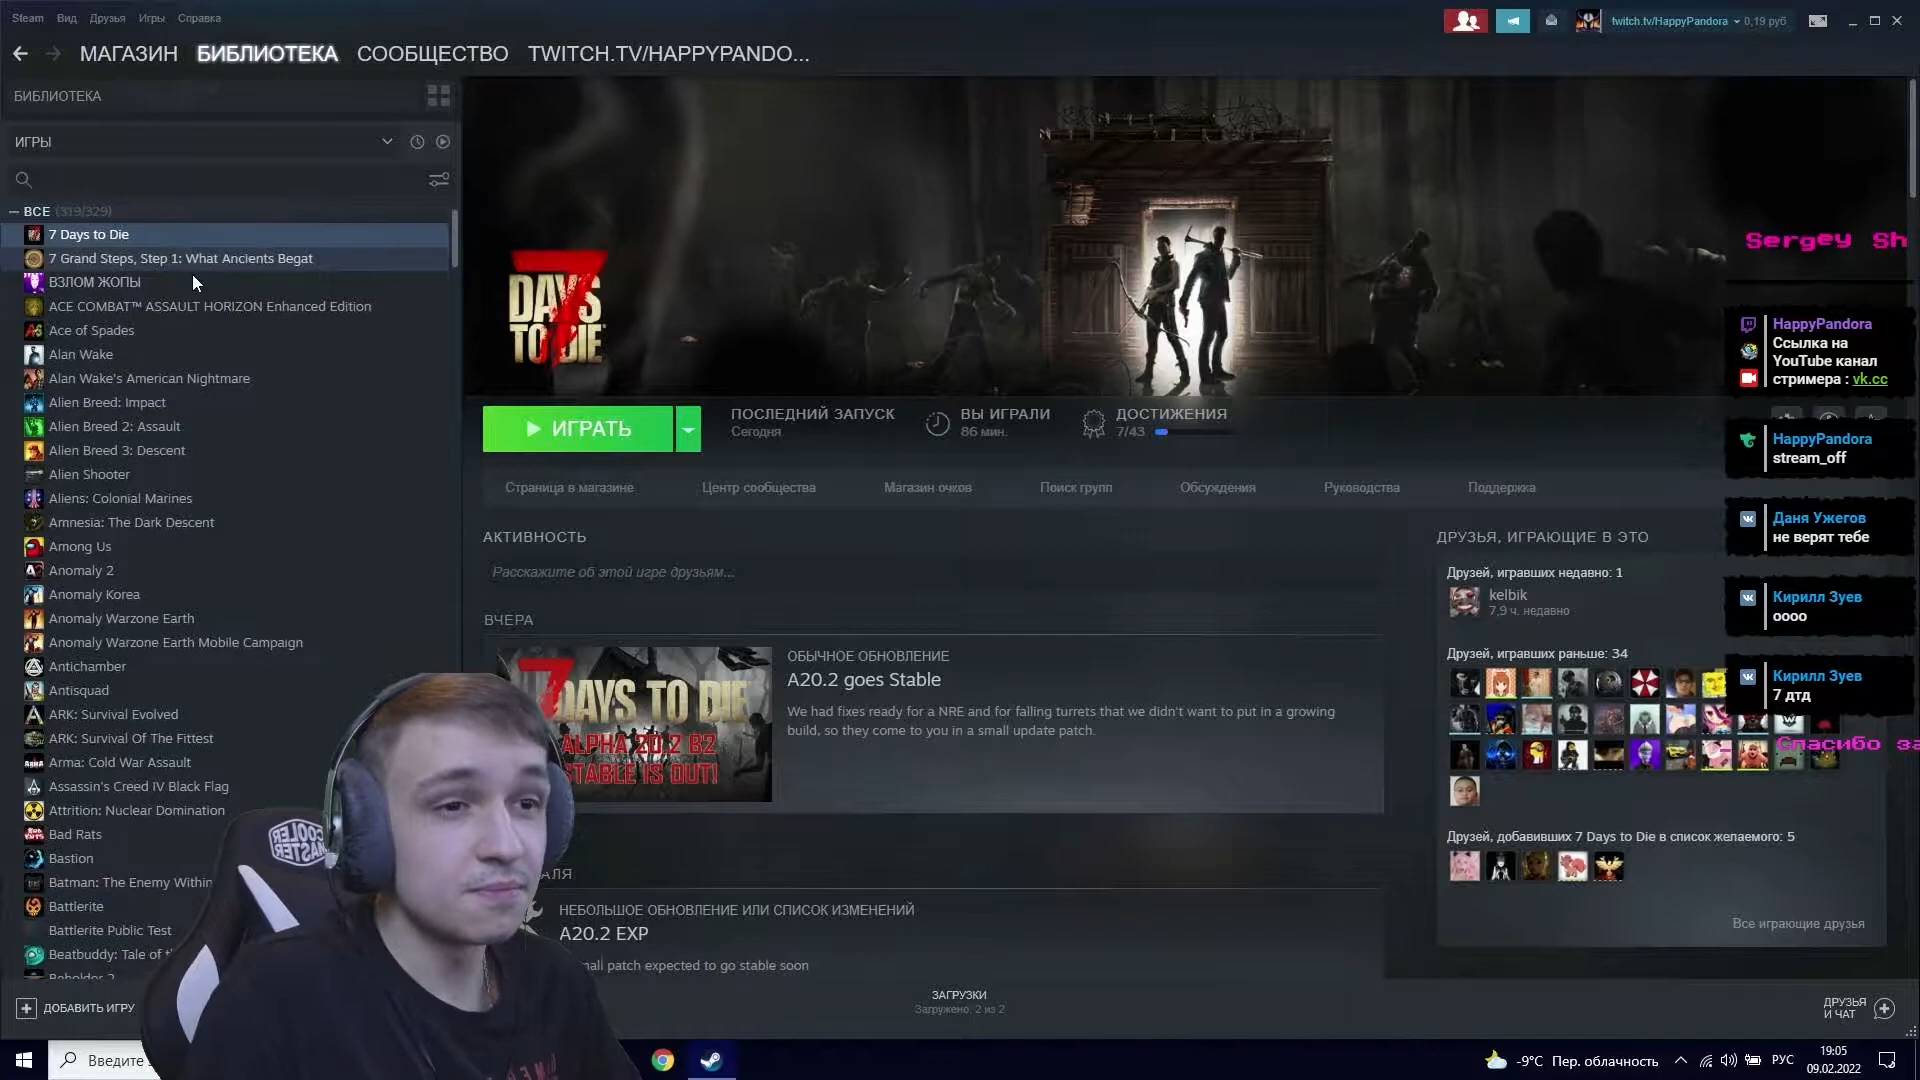 Steam Вид Друзья Игры Справка
twitch.tv/HappyPandora 0,19 руб
МАГАЗИН БИБЛИОТЕКА СООБЩЕСТВО TWITCH.TV/HAPPYPANDO...
БИБЛИОТЕКА
ИГРЫ
ВСЕ (319/329)
7 Days to Die
7 Grand Steps, Step 1: What Ancients Begat
ВЗЛОМ ЖОПЫ
ACE COMBAT™ ASSAULT HORIZON Enhanced Edition
Ace of Spades
Alan Wake
Alan Wake's American Nightmare
Alien Breed: Impact
Alien Breed 2: Assault
Alien Breed 3: Descent
Alien Shooter
Aliens: Colonial Marines
Amnesia: The Dark Descent
Among Us
Anomaly 2
Anomaly Korea
Anomaly Warzone Earth
Anomaly Warzone Earth Mobile Campaign
Antichamber
Antisquad
ARK: Survival Evolved
ARK: Survival Of The Fittest
Arma: Cold War Assault
Assassin's Creed IV Black Flag
Attrition: Nuclear Domination
Bad Rats
Bastion
Batman: The Enemy Within
Battlerite
Battlerite Public Test
Beatbuddy: Tale of
Beholder 2
ДОБАВИТЬ ИГРУ
7
DAYS
TO DIE
ИГРАТЬ
ПОСЛЕДНИЙ ЗАПУСК
Сегодня
ВЫ ИГРАЛИ
86 мин.
ДОСТИЖЕНИЯ
7/43
Страница в магазине Центр сообщества Магазин очков Поиск групп Обсуждения Руководства Поддержка
АКТИВНОСТЬ
Расскажите об этой игре друзьям...
ВЧЕРА
7 DAYS TO DIE
ALPHA 20.2 B2
STABLE IS OUT!
ОБЫЧНОЕ ОБНОВЛЕНИЕ
A20.2 goes Stable
We had fixes ready for a NRE and for falling turrets that we didn't want to put in a growing
build, so they come to you in a small update patch.
АЛЯ
НЕБОЛЬШОЕ ОБНОВЛЕНИЕ ИЛИ СПИСОК ИЗМЕНЕНИЙ
A20.2 EXP
mall patch expected to go stable soon
ДРУЗЬЯ, ИГРАЮЩИЕ В ЭТО
Друзей, игравших недавно: 1
kelbik
7,9 ч. недавно
Друзей, игравших раньше: 34
Друзей, добавивших 7 Days to Die в список желаемого: 5
Все играющие друзья
Sergey Sh
HappyPandora
Ссылка на
YouTube канал
стримера : vk.cc
HappyPandora
stream_off
Даня Ужегов
не верят тебе
Кирилл Зуев
оооо
Кирилл Зуев
7 дтд
Спасибо за
COOLER
MASTER
ЗАГРУЗКИ
Загружено: 2 из 2
ДРУЗЬЯ
И ЧАТ
Введите
-9°C Пер. облачность
РУС
19:05
09.02.2022